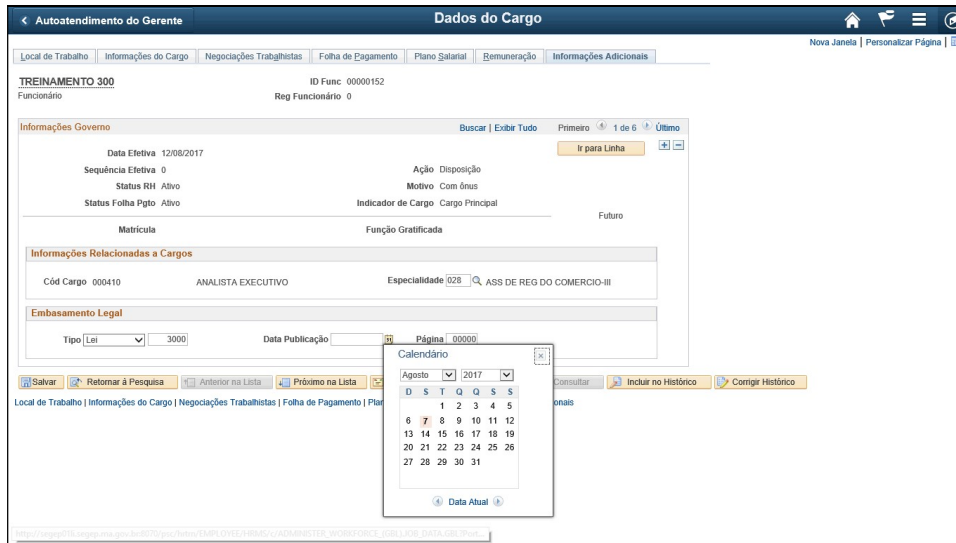 Autoatendimento do Gerente
Dados do Cargo
Nova Janela | Personalizar Página |
Local de Trabalho Informações do Cargo Negociações Trabalhistas Folha de Pagamento Plano Salarial Remuneração Informações Adicionais
TREINAMENTO 300 ID Func 00000152
Funcionário Reg Funcionário 0
Informações Governo Buscar | Exibir Tudo Primeiro 1 de 6 Último
Data Efetiva 12/08/2017 Ir para Linha
Sequência Efetiva 0 Ação Disposição
Status RH Ativo Motivo Com ônus
Status Folha Pgto Ativo Indicador de Cargo Cargo Principal
Futuro
Matrícula Função Gratificada
Informações Relacionadas a Cargos
Cód Cargo 000410 ANALISTA EXECUTIVO Especialidade 028 ASS DE REG DO COMERCIO-III
Embasamento Legal
Tipo Lei 3000 Data Publicação Página 00000
Calendário
Agosto 2017
D S T Q Q S S
1 2 3 4 5
6 7 8 9 10 11 12
13 14 15 16 17 18 19
20 21 22 23 24 25 26
27 28 29 30 31
Data Atual
Salvar Retornar à Pesquisa Anterior na Lista Próximo na Lista Consultar Incluir no Histórico Corrigir Histórico
Local de Trabalho | Informações do Cargo | Negociações Trabalhistas | Folha de Pagamento |